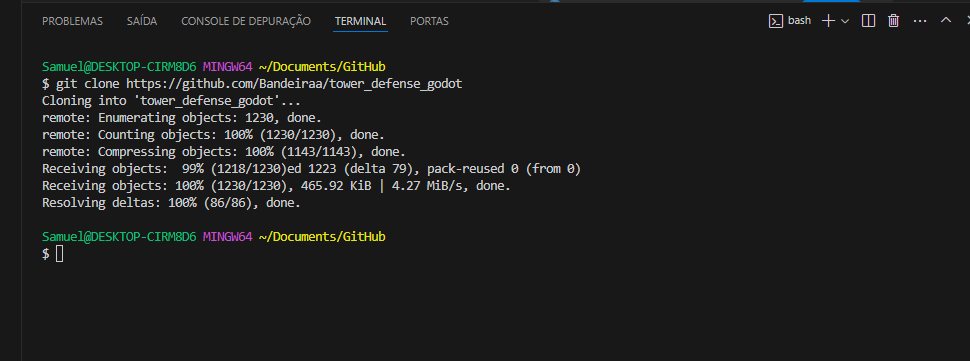 PROBLEMAS SAÍDA CONSOLE DE DEPURAÇÃO TERMINAL PORTAS bash
Samuel@DESKTOP-CIRM8D6 MINGW64 ~/Documents/GitHub
$ git clone https://github.com/Bandeiraa/tower_defense_godot
Cloning into 'tower_defense_godot'...
remote: Enumerating objects: 1230, done.
remote: Counting objects: 100% (1230/1230), done.
remote: Compressing objects: 100% (1143/1143), done.
Receiving objects:  99% (1218/1230)ed 1223 (delta 79), pack-reused 0 (from 0)
Receiving objects: 100% (1230/1230), 465.92 KiB | 4.27 MiB/s, done.
Resolving deltas: 100% (86/86), done.
Samuel@DESKTOP-CIRM8D6 MINGW64 ~/Documents/GitHub
$